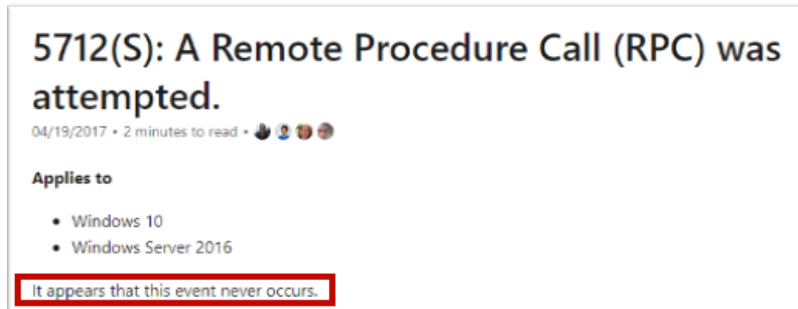 5712(S): A Remote Procedure Call (RPC) was
attempted.
04/19/2017 • 2 minutes to read •
Applies to
• Windows 10
• Windows Server 2016
It appears that this event never occurs.